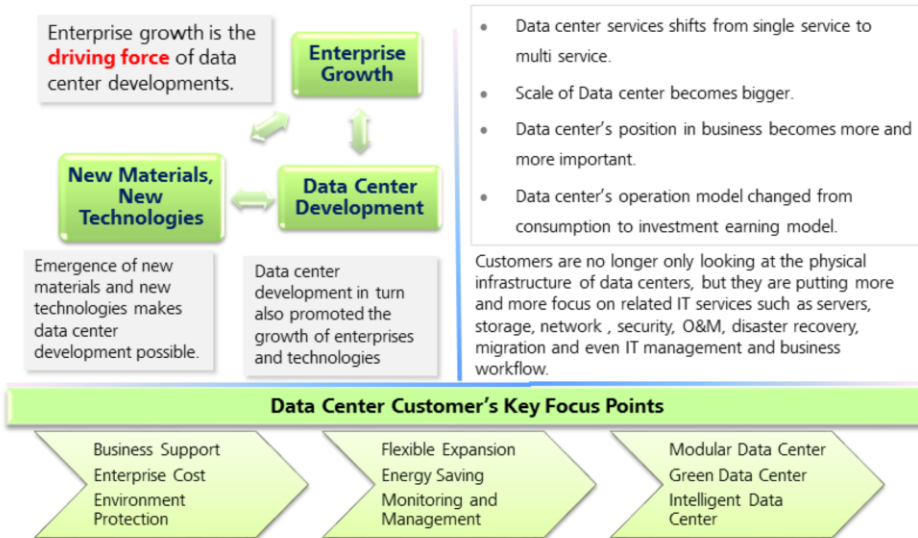 Enterprise growth is the
driving force of data
center developments.
Enterprise
Growth
New Materials,
New
Technologies
Data Center
Development
Emergence of new
materials and new
technologies makes
data center
development possible.
Data center
development in turn
also promoted the
growth of enterprises
and technologies
• Data center services shifts from single service to
multi service.
• Scale of Data center becomes bigger.
• Data center’s position in business becomes more and
more important.
• Data center’s operation model changed from
consumption to investment earning model.
Customers are no longer only looking at the physical
infrastructure of data centers, but they are putting more
and more focus on related IT services such as servers,
storage, network , security, O&M, disaster recovery,
migration and even IT management and business
workflow.
Data Center Customer’s Key Focus Points
Business Support
Enterprise Cost
Environment
Protection
Flexible Expansion
Energy Saving
Monitoring and
Management
Modular Data Center
Green Data Center
Intelligent Data
Center